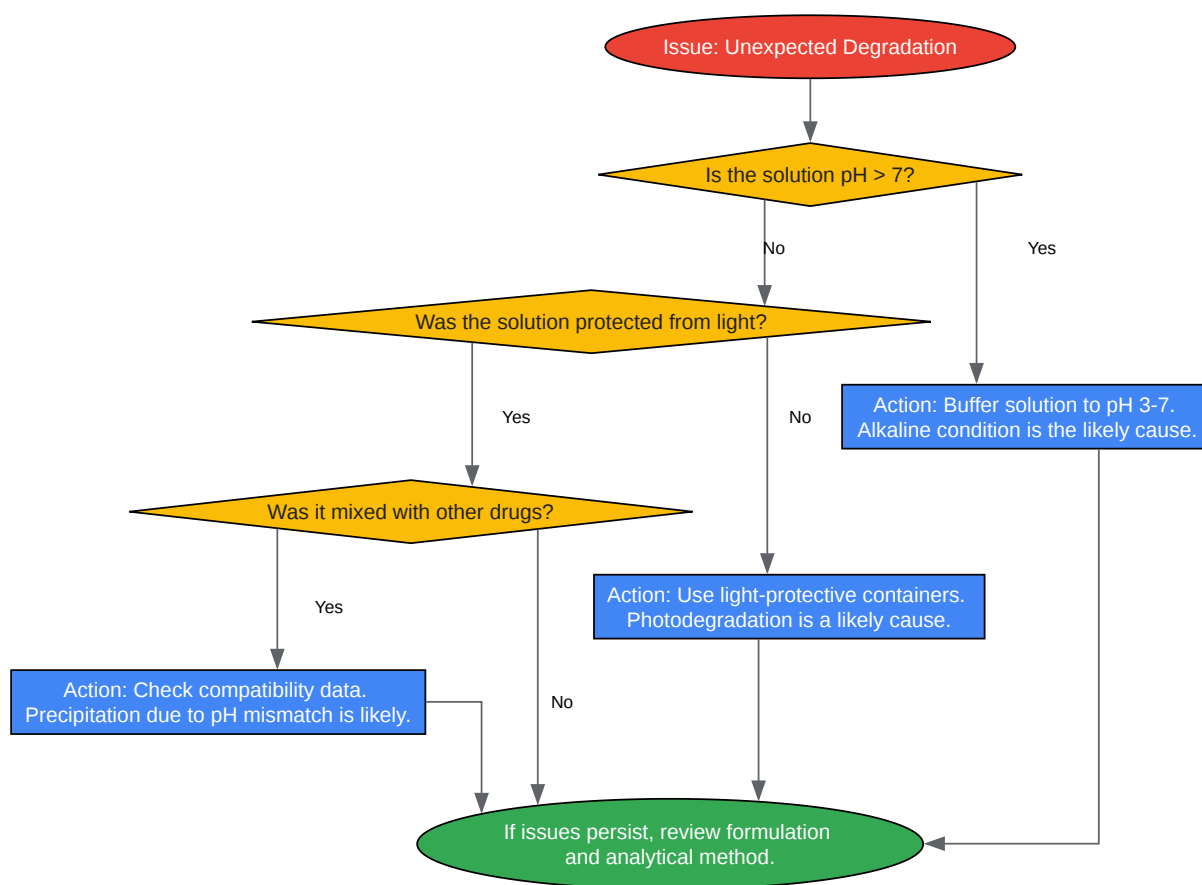 Issue: Unexpected Degradation
Is the solution pH > 7?
No
Yes
Was the solution protected from light?
Yes
No
Action: Buffer solution to pH 3-7.
Alkaline condition is the likely cause.
Was it mixed with other drugs?
Yes
No
Action: Use light-protective containers.
Photodegradation is a likely cause.
Action: Check compatibility data.
Precipitation due to pH mismatch is likely.
If issues persist, review formulation
and analytical method.